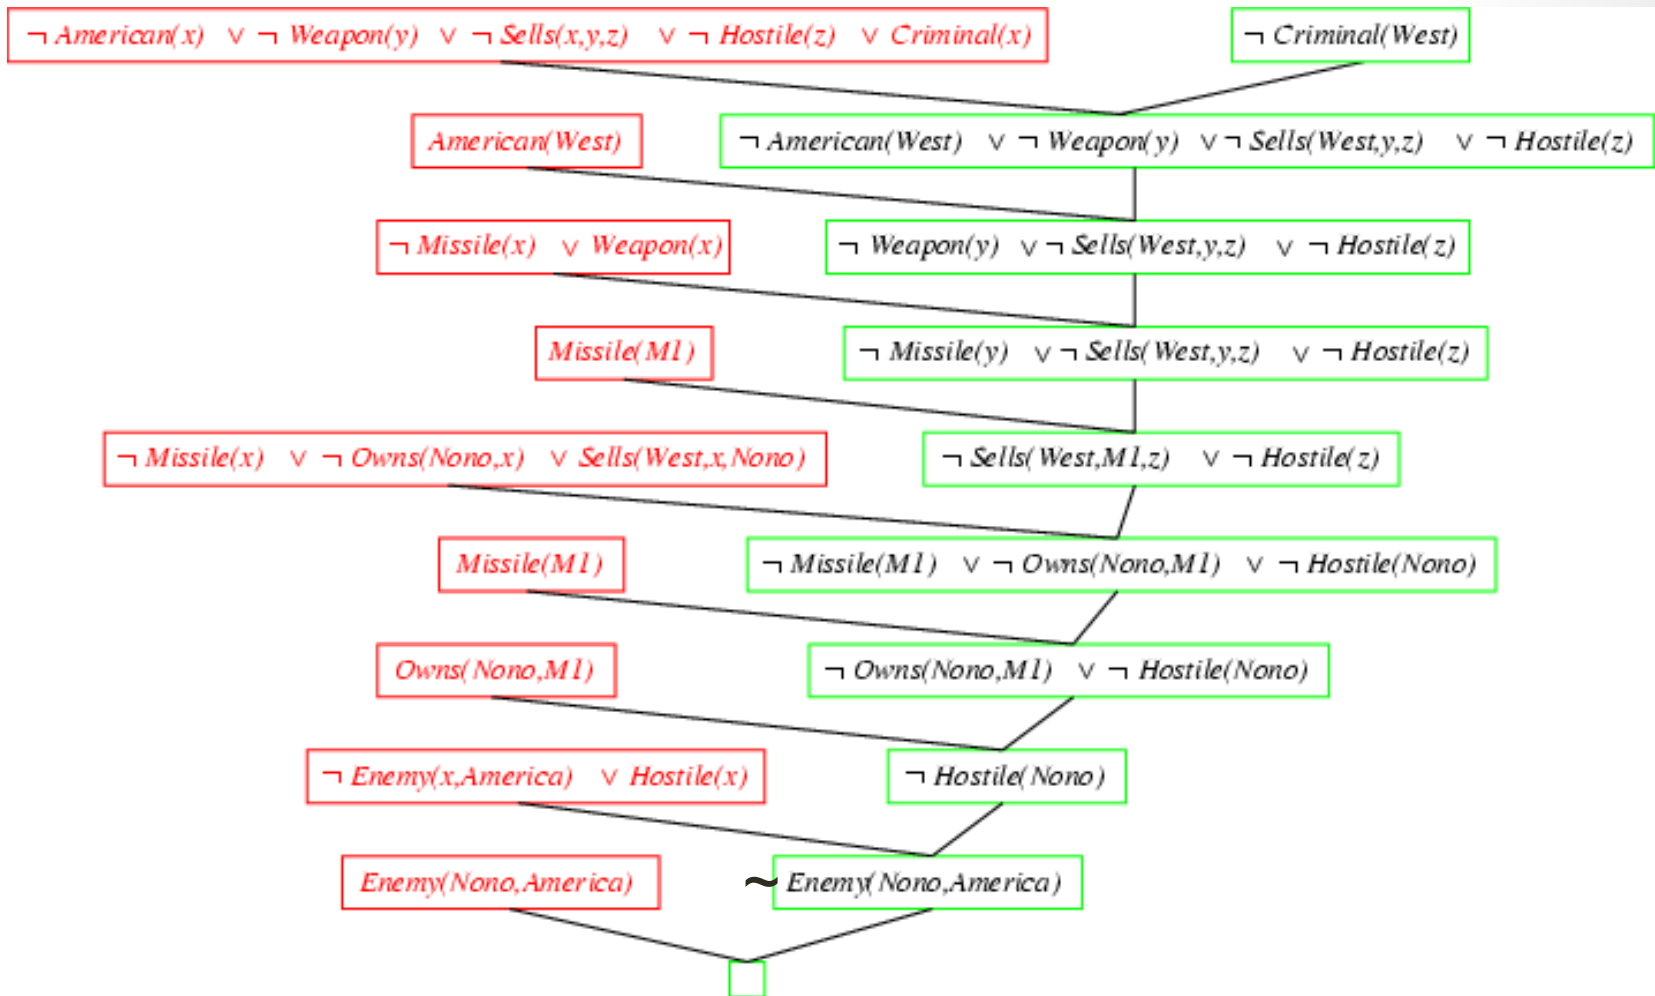 ¬ American(x) ∨ ¬ Weapon(y) ∨ ¬ Sells(x,y,z) ∨ ¬ Hostile(z) ∨ Criminal(x)
¬ Criminal(West)
American(West)
¬ American(West) ∨ ¬ Weapon(y) ∨ ¬ Sells(West,y,z) ∨ ¬ Hostile(z)
¬ Missile(x) ∨ Weapon(x)
¬ Weapon(y) ∨ ¬ Sells(West,y,z) ∨ ¬ Hostile(z)
Missile(M1)
¬ Missile(y) ∨ ¬ Sells(West,y,z) ∨ ¬ Hostile(z)
¬ Missile(x) ∨ ¬ Owns(Nono,x) ∨ Sells(West,x,Nono)
¬ Sells(West,M1,z) ∨ ¬ Hostile(z)
Missile(M1)
¬ Missile(M1) ∨ ¬ Owns(Nono,M1) ∨ ¬ Hostile(Nono)
Owns(Nono,M1)
¬ Owns(Nono,M1) ∨ ¬ Hostile(Nono)
¬ Enemy(x,America) ∨ Hostile(x)
¬ Hostile(Nono)
Enemy(Nono,America)
~ Enemy(Nono,America)